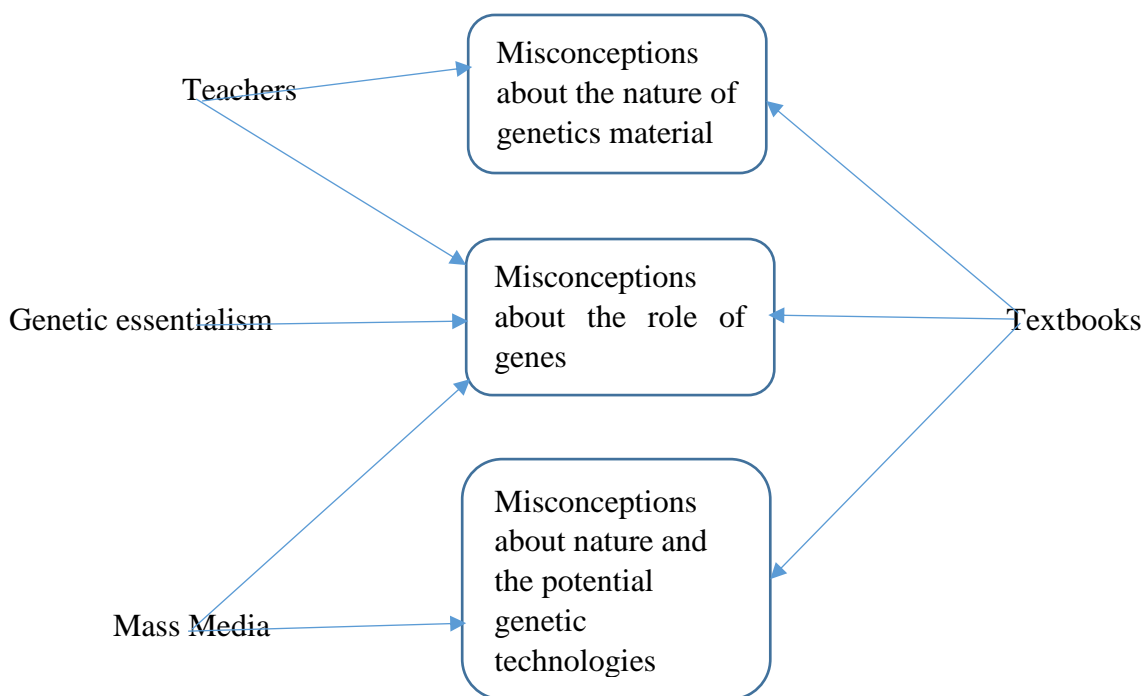 Misconceptions
about the nature of
genetics material
Teachers
Misconceptions
about the role of
genes
Genetic essentialism
Textbooks
Misconceptions
about nature and
the potential
genetic
technologies
Mass Media